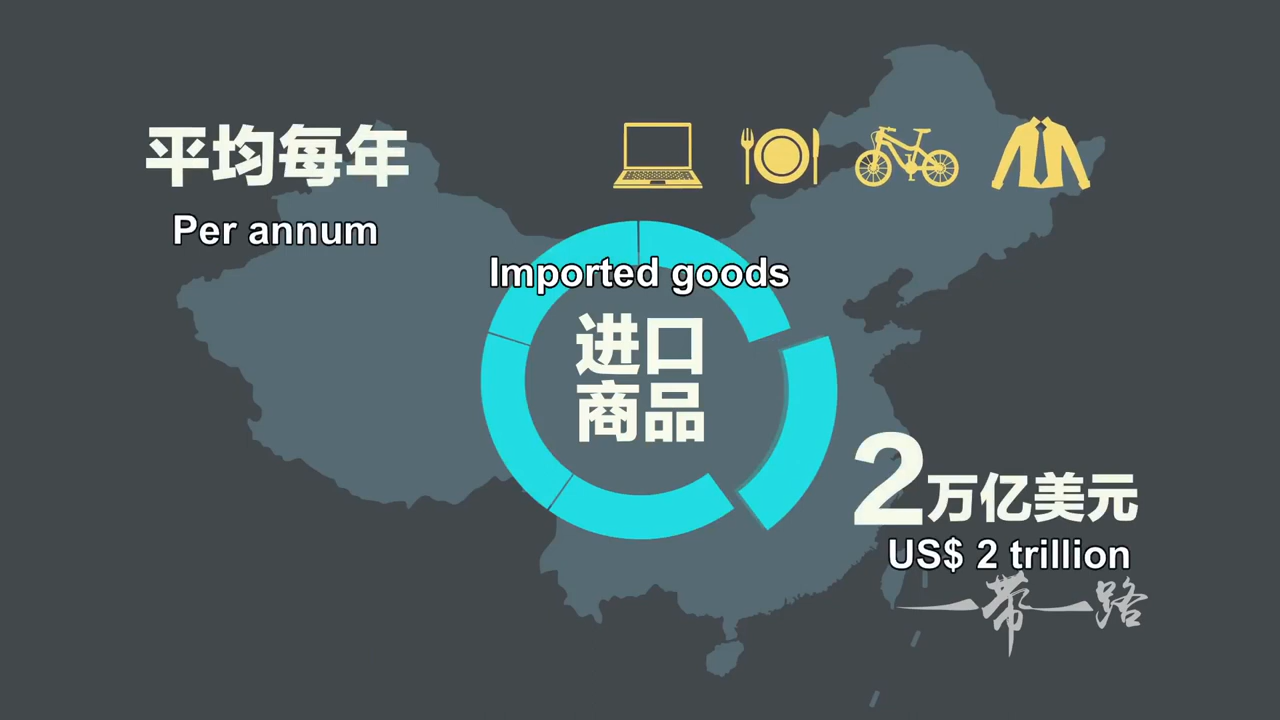 平均每年
Per annum
Imported goods
进口
商品
2万亿美元
US$ 2 trillion
一带一路